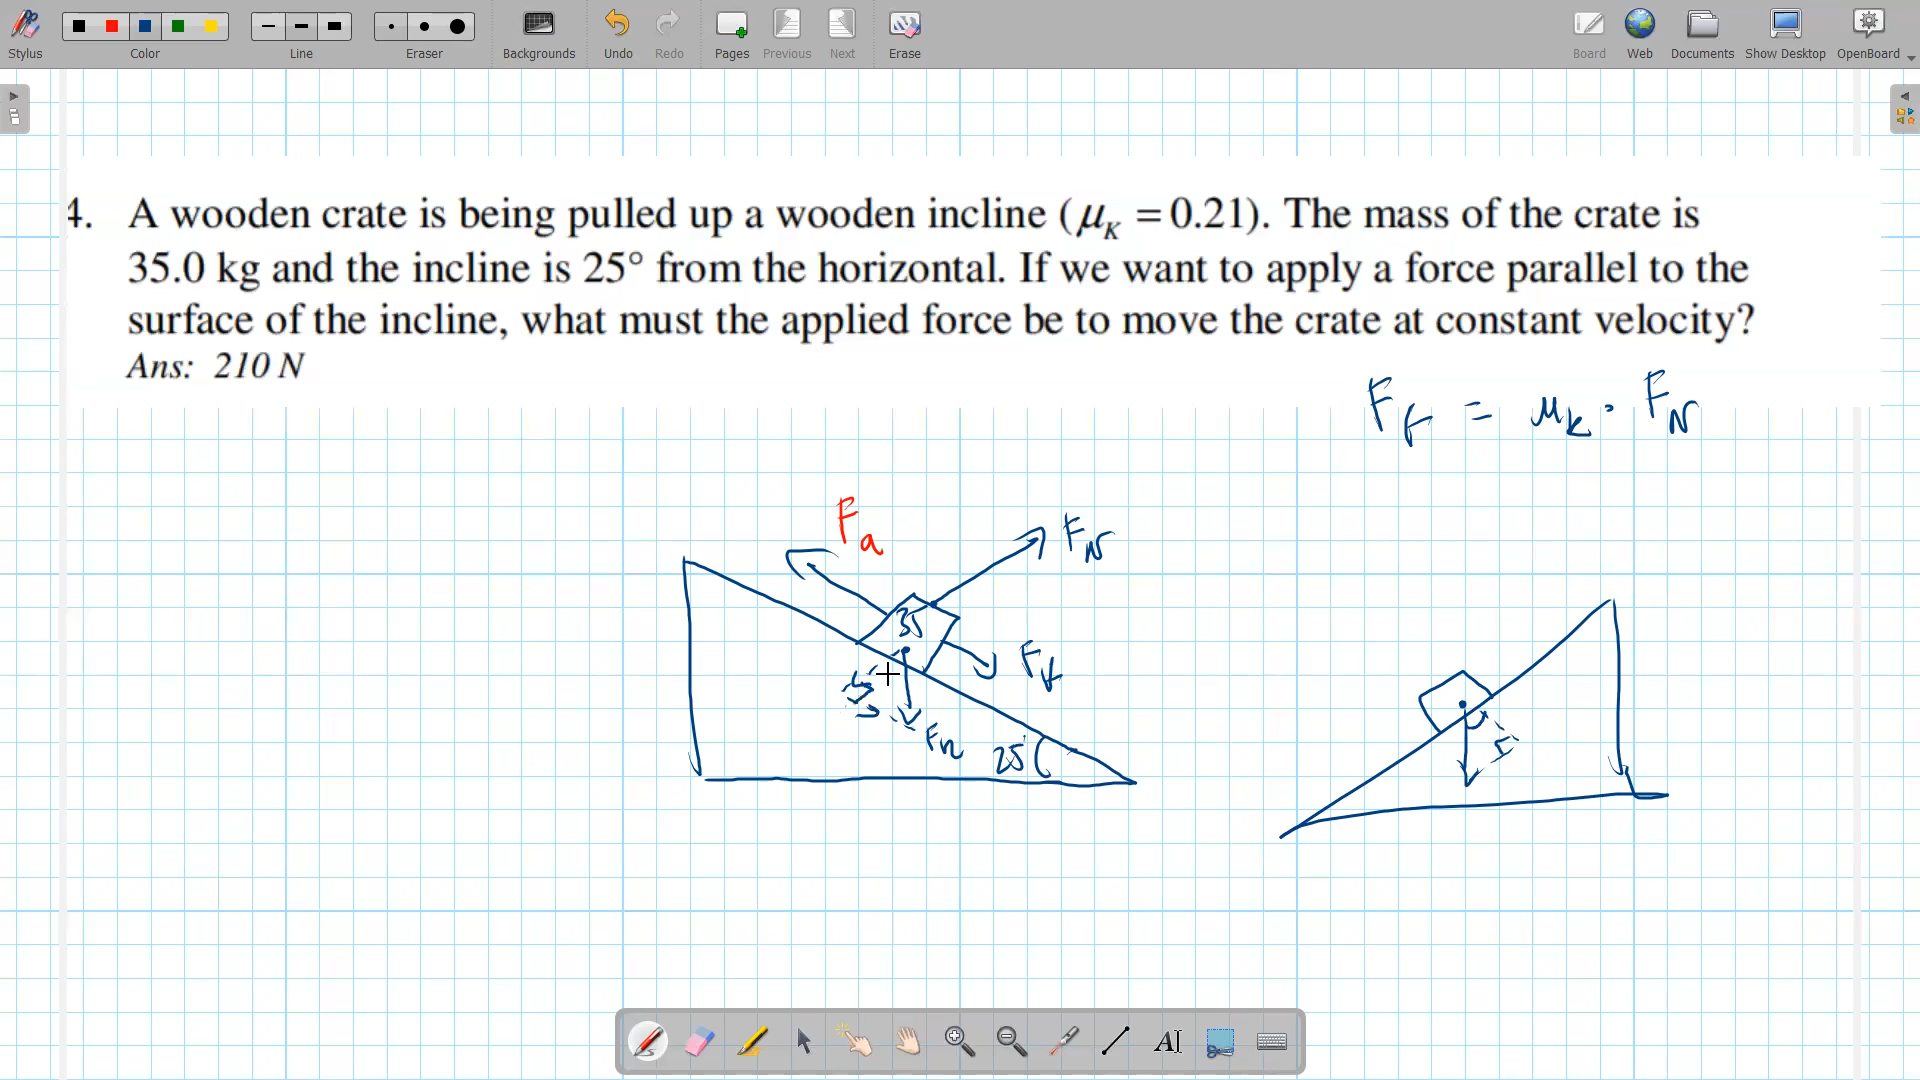 Stylus
Color
Line
Eraser
Backgrounds
Undo
Redo
Pages
Previous
Next
Erase
Board
Web
Documents
Show Desktop
OpenBoard
4. A wooden crate is being pulled up a wooden incline (μK = 0.21). The mass of the crate is
35.0 kg and the incline is 25° from the horizontal. If we want to apply a force parallel to the
surface of the incline, what must the applied force be to move the crate at constant velocity?
Ans: 210 N
Ff = μk · FN
Fa
FN
35
Ff
25°